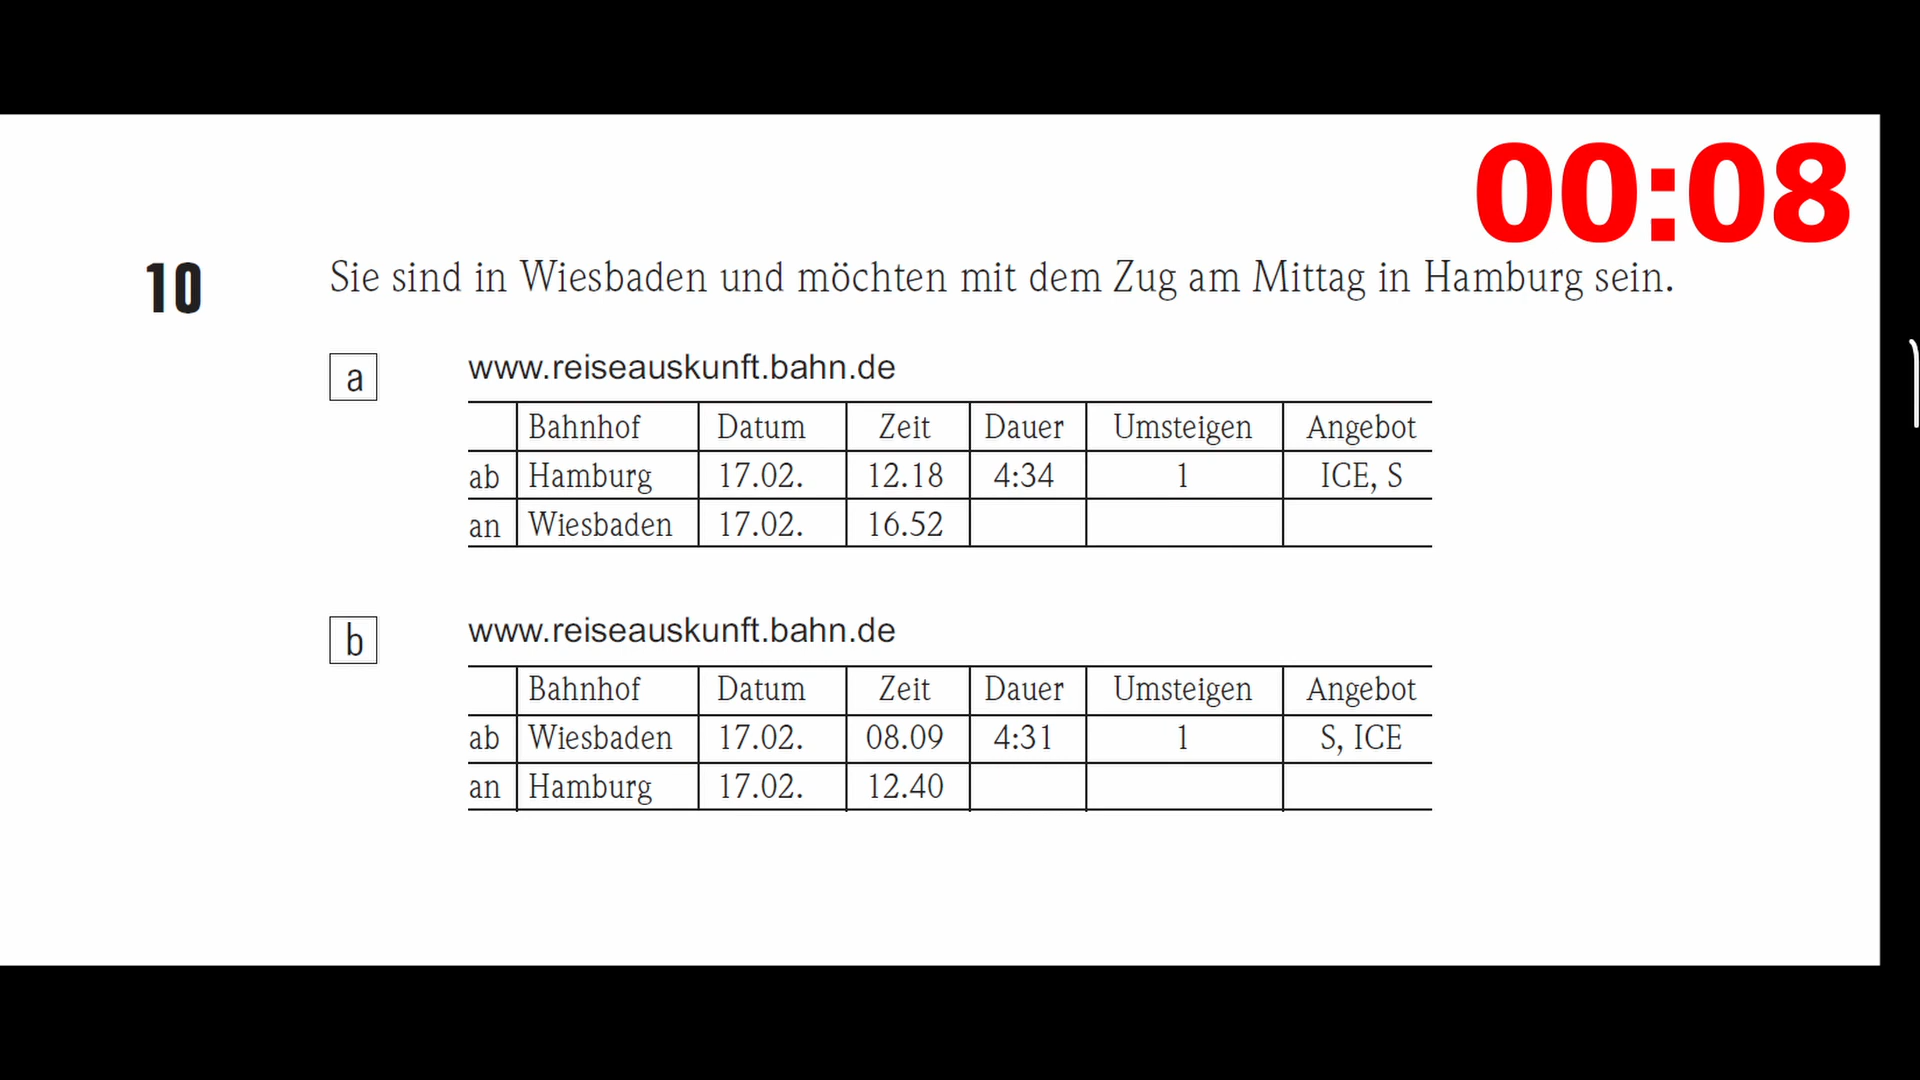 00:08
10 Sie sind in Wiesbaden und möchten mit dem Zug am Mittag in Hamburg sein.
a www.reiseauskunft.bahn.de
Bahnhof Datum Zeit Dauer Umsteigen Angebot
ab Hamburg 17.02. 12.18 4:34 1 ICE, S
an Wiesbaden 17.02. 16.52
b www.reiseauskunft.bahn.de
Bahnhof Datum Zeit Dauer Umsteigen Angebot
ab Wiesbaden 17.02. 08.09 4:31 1 S, ICE
an Hamburg 17.02. 12.40